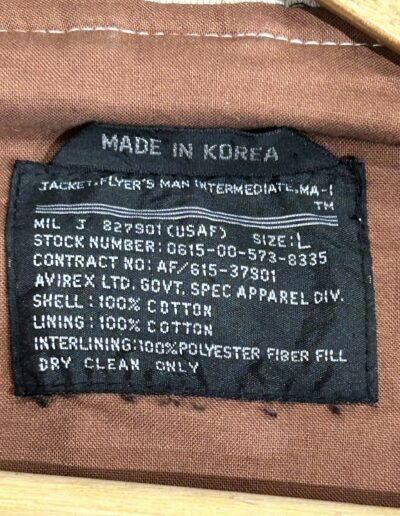 MADE IN KOREA
JACKET, FLYER'S MAN INTERMEDIATE, MA-1
TM
MIL J 827901 (USAF) SIZE: L
STOCK NUMBER: 0615-00-573-8335
CONTRACT NO: AF/615-37901
AVIREX LTD. GOVT. SPEC APPAREL DIV.
SHELL: 100% COTTON
LINING: 100% COTTON
INTERLINING: 100% POLYESTER FIBER FILL
DRY CLEAN ONLY